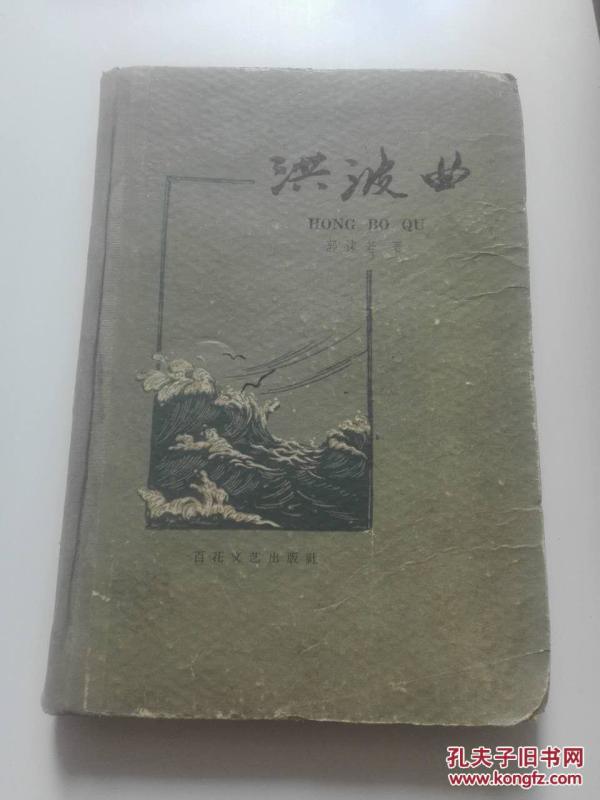 洪波曲
HONG BO QU
郭沫若 著
百花文艺出版社
孔夫子旧书网
www.kongfz.com